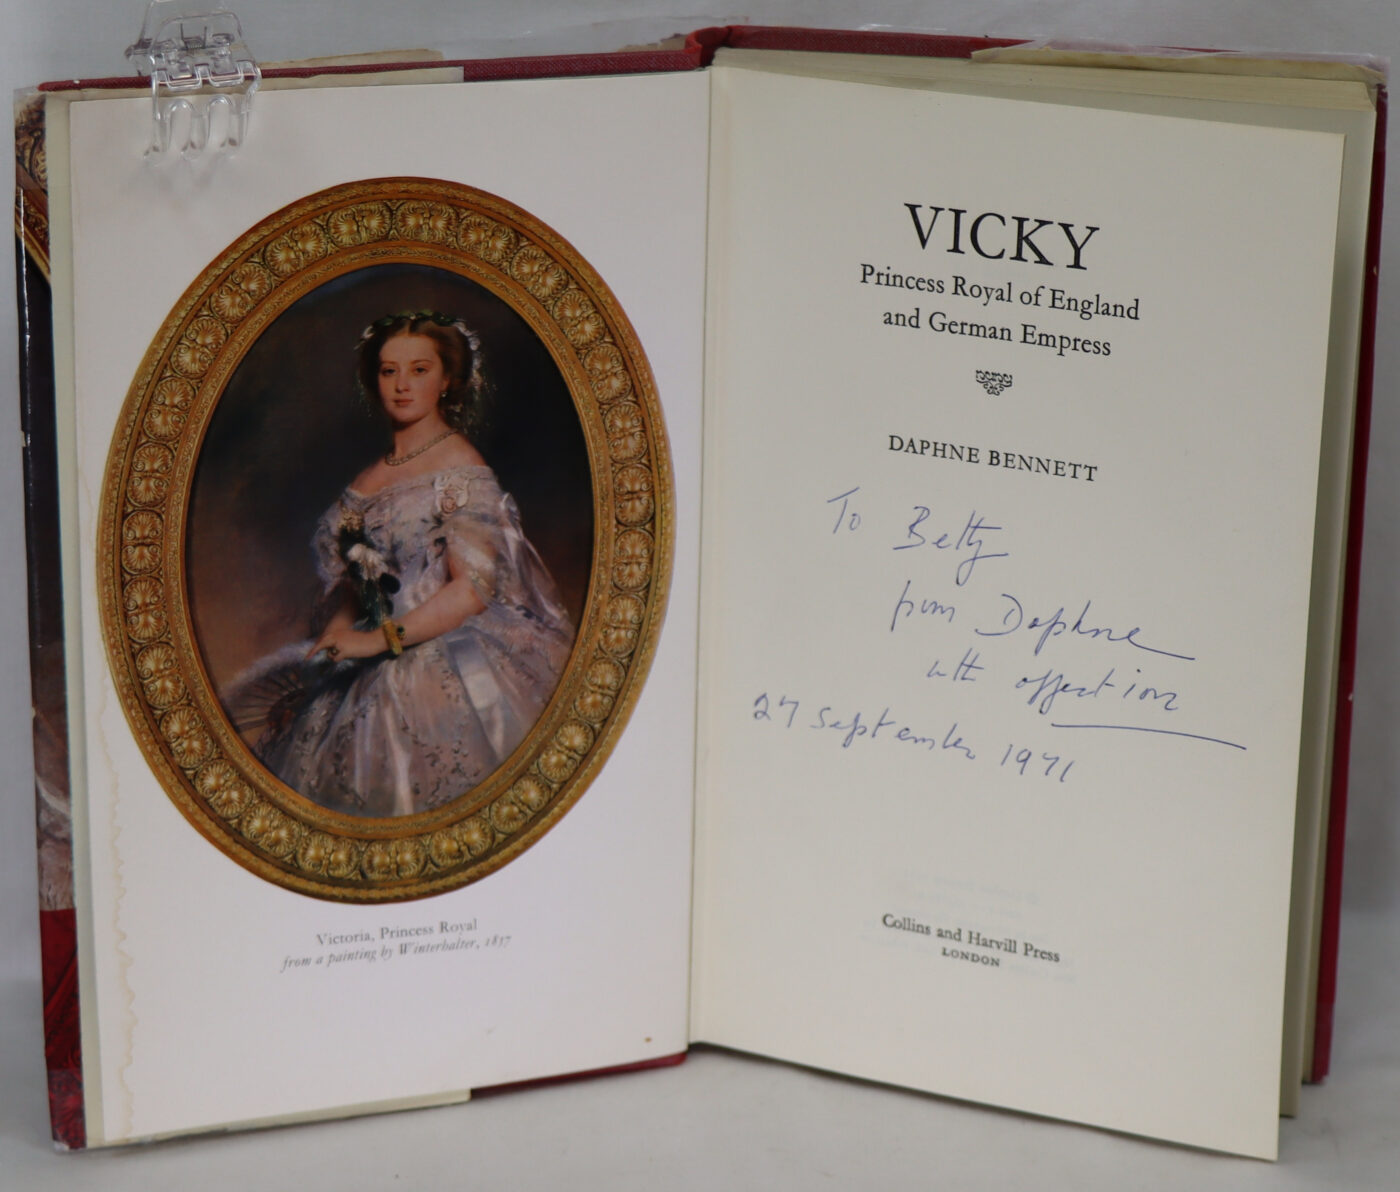 Victoria, Princess Royal
from a painting by Winterhalter, 1857
VICKY
Princess Royal of England
and German Empress
DAPHNE BENNETT
To Betty
from Daphne
with affection
27 September 1971
Collins and Harvill Press
LONDON